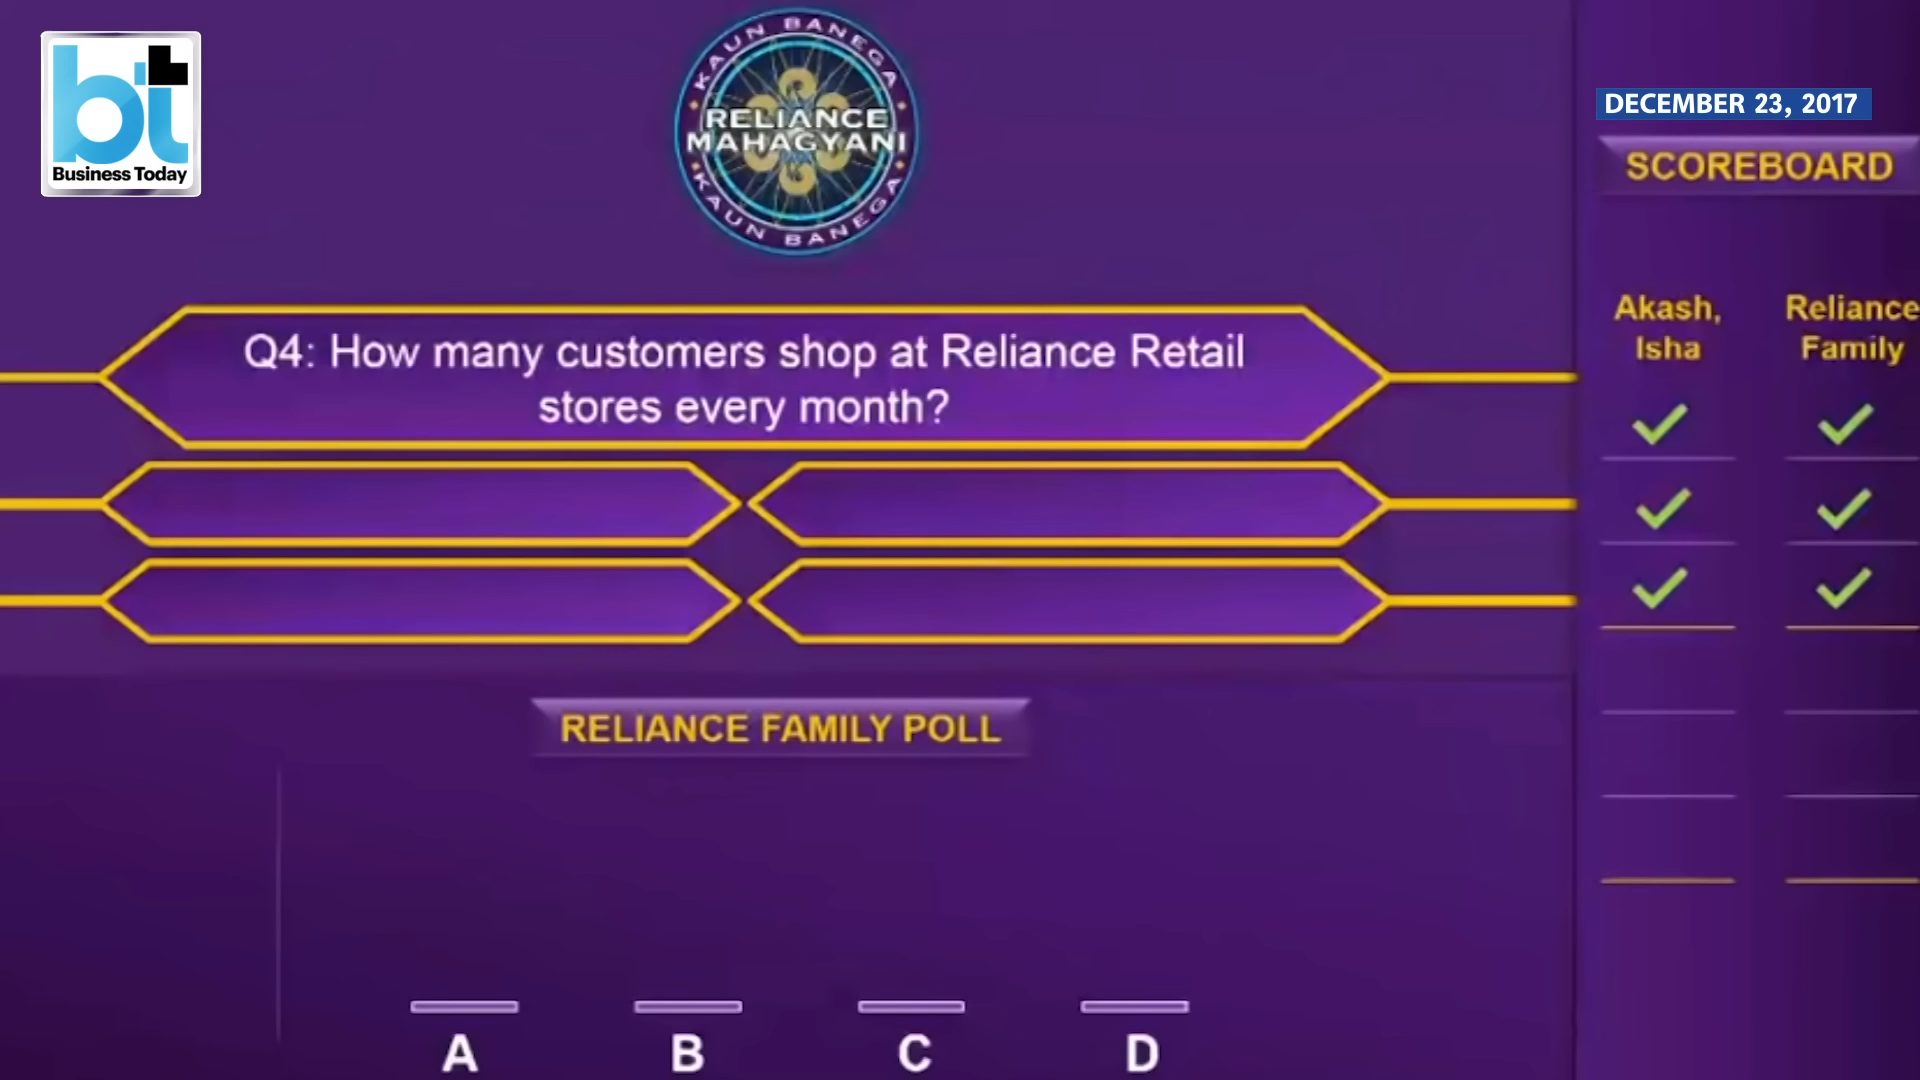 bt
Business Today
KAUN BANEGA
RELIANCE
MAHAGYANI
KAUN BANEGA
DECEMBER 23, 2017
SCOREBOARD
Akash,
Isha
Reliance
Family
Q4: How many customers shop at Reliance Retail
stores every month?
RELIANCE FAMILY POLL
A
B
C
D